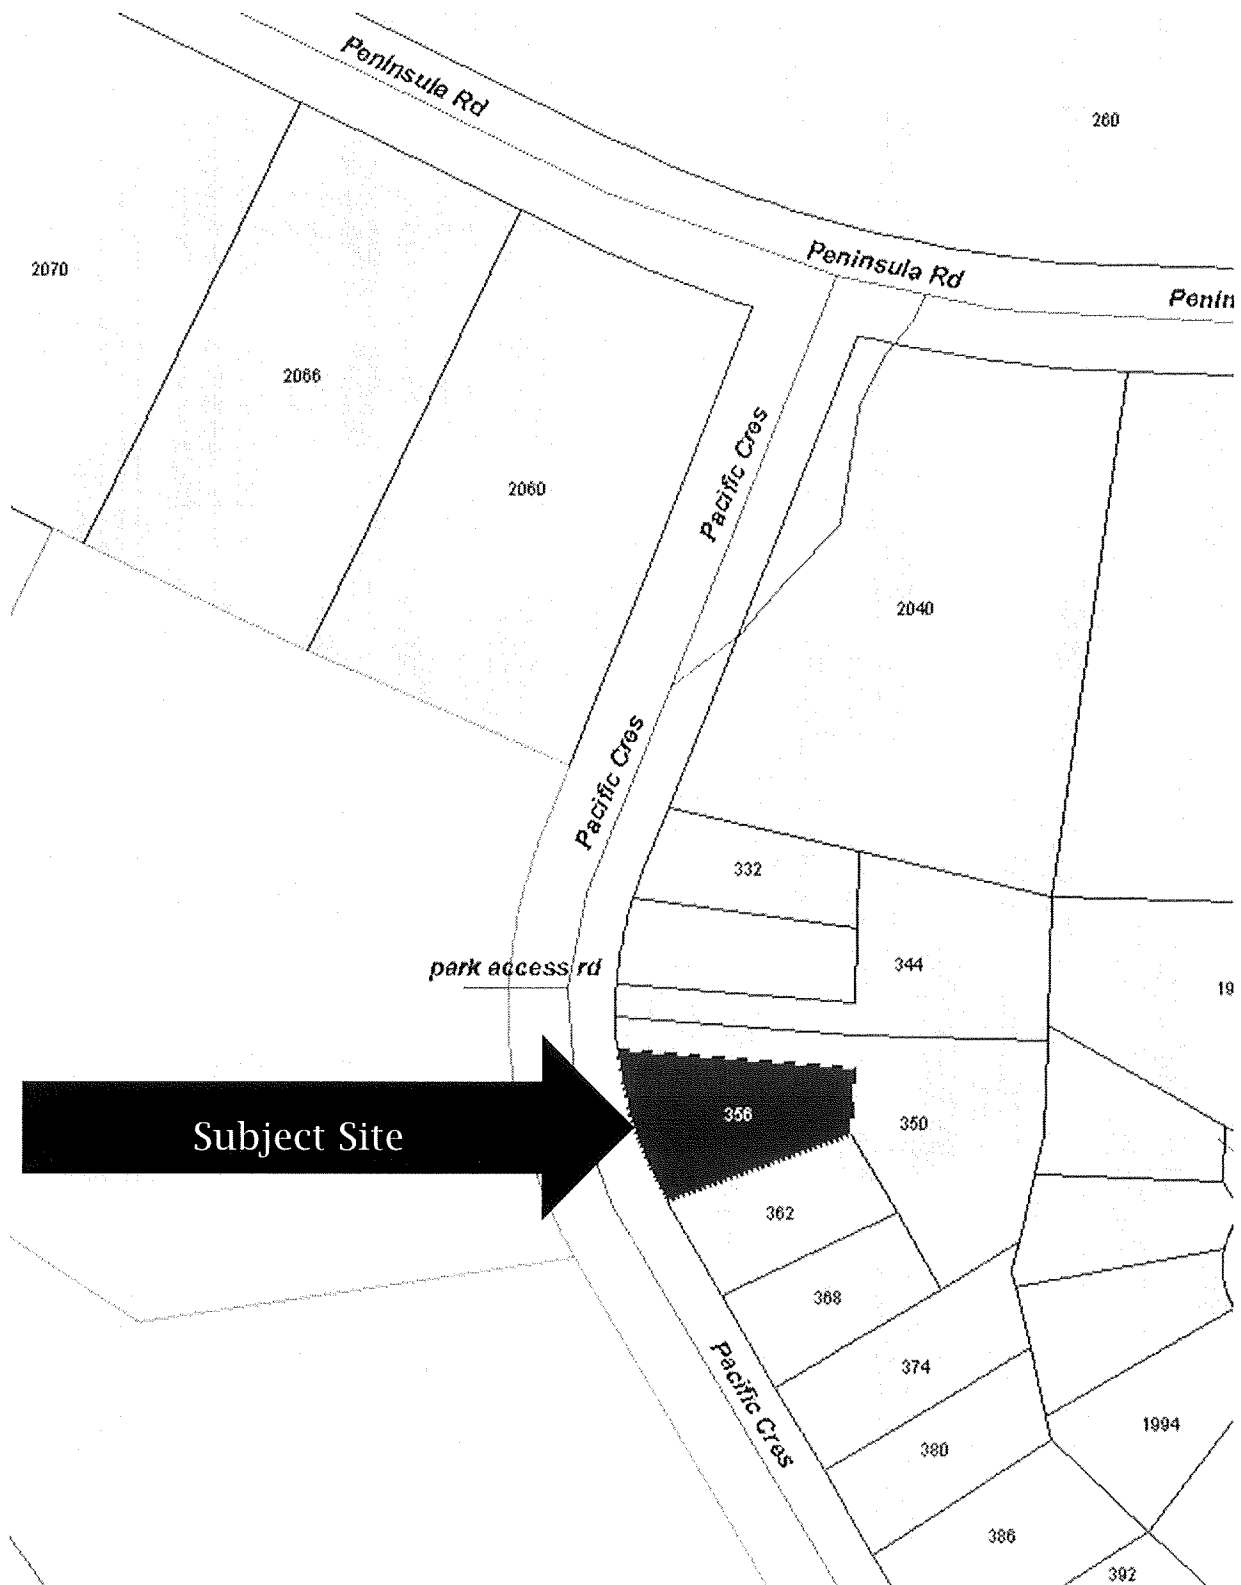 Peninsula Rd
260
Peninsula Rd
2070
Penin
2066
Pacific Cres
2060
2040
Pacific Cres
332
park access rd
344
19
Subject Site
356
350
362
368
Pacific Cres
374
380
1994
386
392